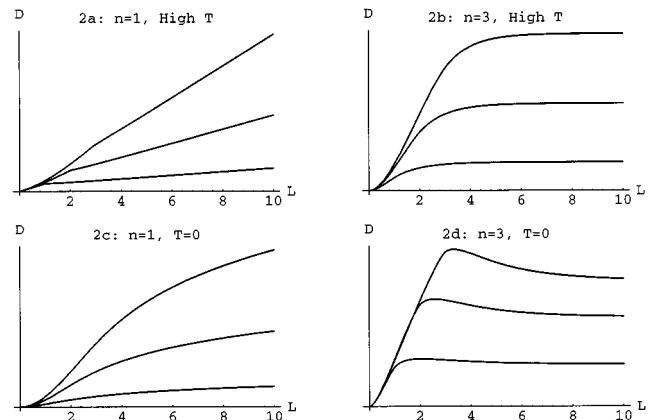 D
2a: n=1, High T
L
2 4 6 8 10
D
2b: n=3, High T
L
2 4 6 8 10
D
2c: n=1, T=0
L
2 4 6 8 10
D
2d: n=3, T=0
L
2 4 6 8 10